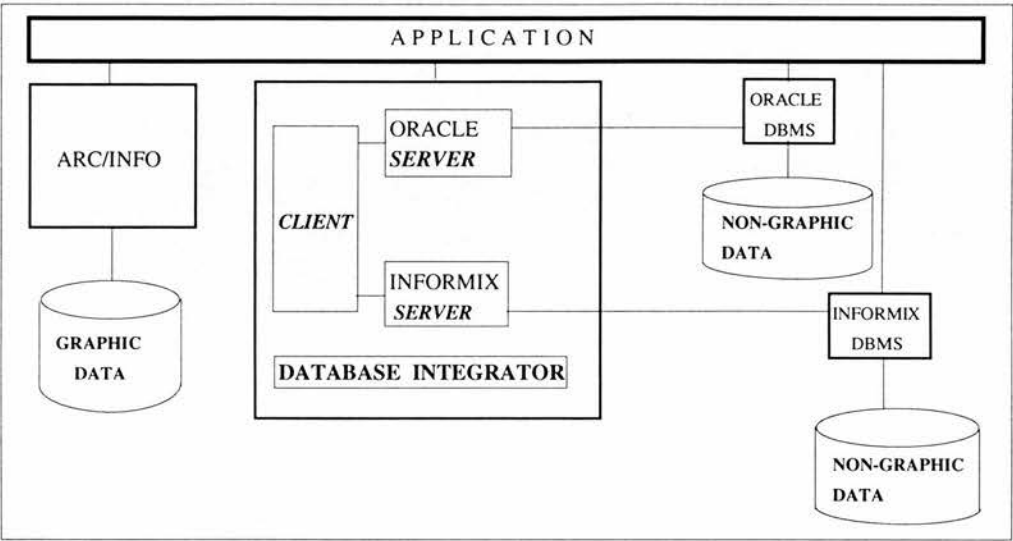 APPLICATION
ARC/INFO
GRAPHIC
DATA
CLIENT
ORACLE
SERVER
INFORMIX
SERVER
DATABASE INTEGRATOR
ORACLE
DBMS
NON-GRAPHIC
DATA
INFORMIX
DBMS
NON-GRAPHIC
DATA